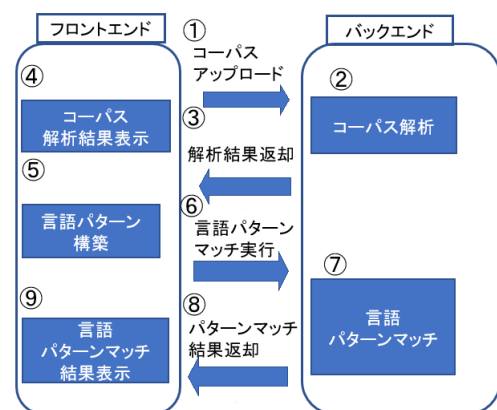 フロントエンド
バックエンド
①
コーパス
アップロード
②
コーパス解析
③
解析結果返却
④
コーパス
解析結果表示
⑤
言語パターン
構築
⑥
言語パターン
マッチ実行
⑦
言語
パターンマッチ
⑧
パターンマッチ
結果返却
⑨
言語
パターンマッチ
結果表示